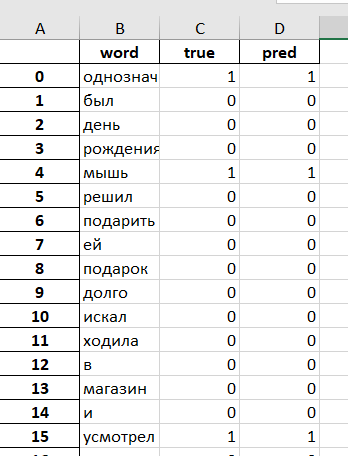 A B C D
word true pred
0 однознач 1 1
1 был 0 0
2 день 0 0
3 рождения 0 0
4 мышь 1 1
5 решил 0 0
6 подарить 0 0
7 ей 0 0
8 подарок 0 0
9 долго 0 0
10 искал 0 0
11 ходила 0 0
12 в 0 0
13 магазин 0 0
14 и 0 0
15 усмотрел 1 1